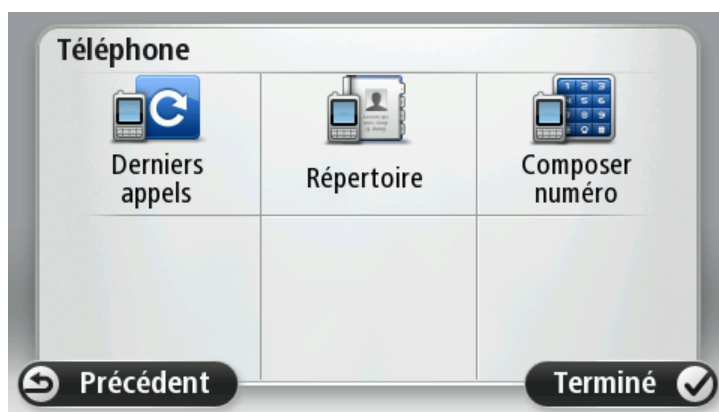 Téléphone
Derniers
appels
Répertoire
Composer
numéro
Précédent
Terminé